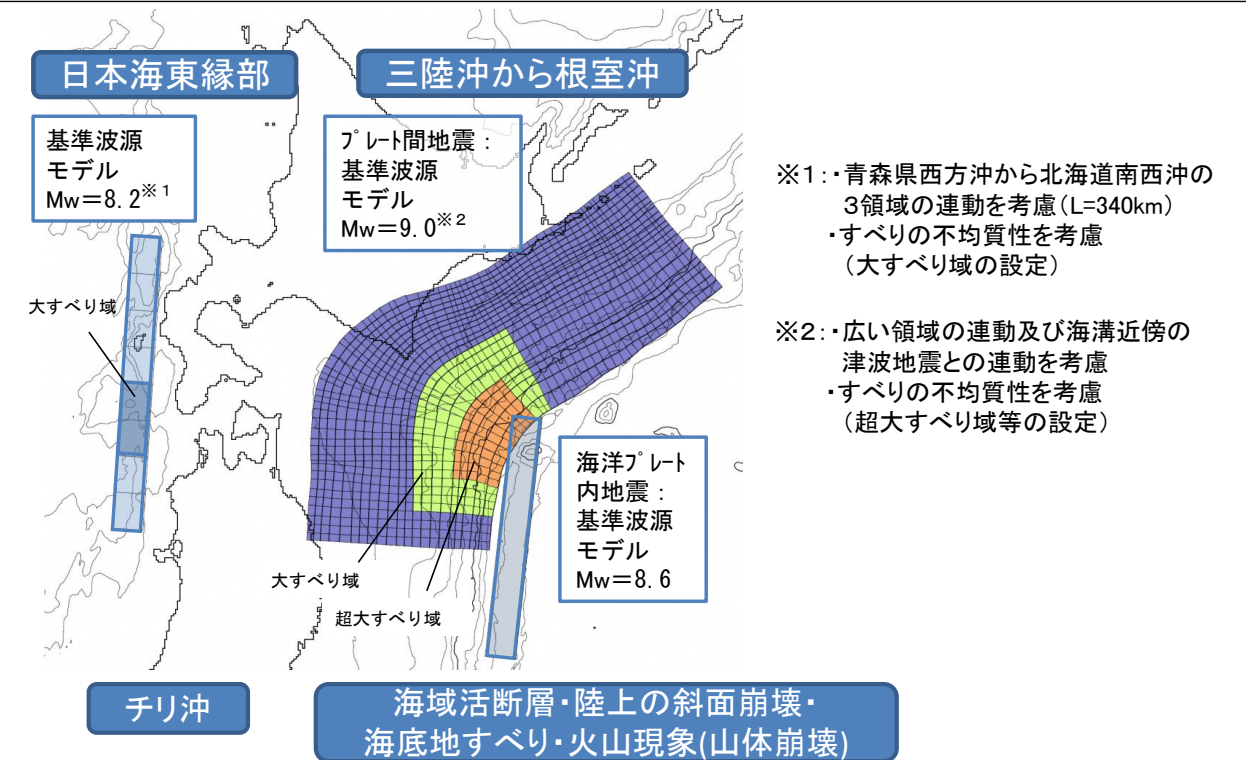 日本海東縁部
三陸沖から根室沖
基準波源
モデル
Mw=8.2※1
プレート間地震:
基準波源
モデル
Mw=9.0※2
大すべり域
海洋プレート
内地震:
基準波源
モデル
Mw=8.6
大すべり域
超大すべり域
チリ沖
海域活断層・陸上の斜面崩壊・
海底地すべり・火山現象(山体崩壊)
※1:・青森県西方沖から北海道南西沖の
3領域の連動を考慮(L=340km)
・すべりの不均質性を考慮
(大すべり域の設定)
※2:・広い領域の連動及び海溝近傍の
津波地震との連動を考慮
・すべりの不均質性を考慮
(超大すべり域等の設定)